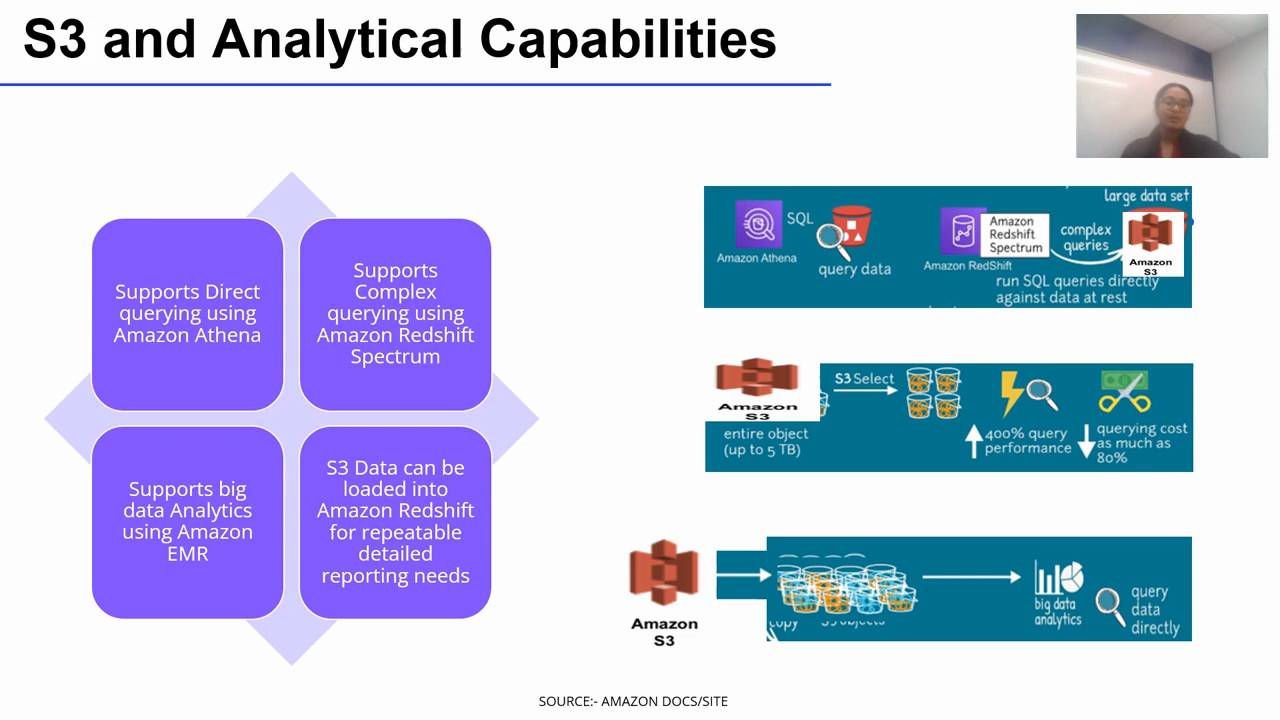 S3 and Analytical Capabilities
Supports Direct
querying using
Amazon Athena
Supports
Complex
querying using
Amazon Redshift
Spectrum
Supports big
data Analytics
using Amazon
EMR
S3 Data can be
loaded into
Amazon Redshift
for repeatable
detailed
reporting needs
SQL
Amazon Athena
query data
Amazon
Redshift
Spectrum
Amazon RedShift
complex
queries
large data set
Amazon
S3
run SQL queries directly
against data at rest
Amazon
S3
entire object
(up to 5 TB)
S3 Select
400% query
performance
querying cost
as much as
80%
Amazon
S3
copy
S3 objects
big data
analytics
query
data
directly
SOURCE:- AMAZON DOCS/SITE